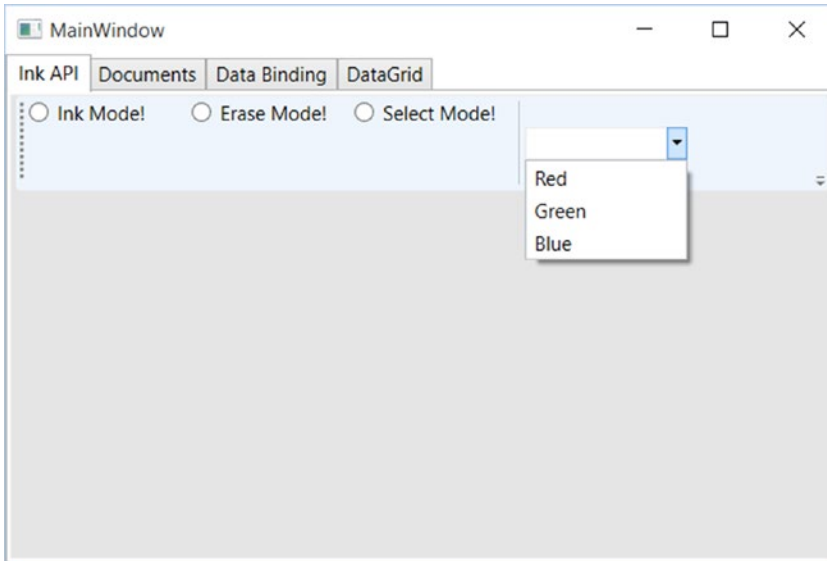 MainWindow
Ink API Documents Data Binding DataGrid
Ink Mode! Erase Mode! Select Mode!
Red
Green
Blue